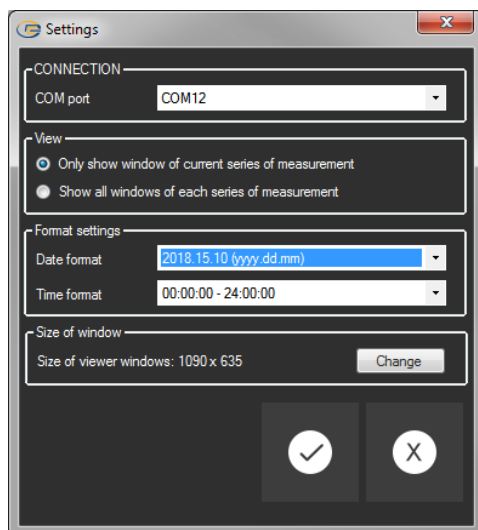 Settings
CONNECTION
COM port COM12
View
Only show window of current series of measurement
Show all windows of each series of measurement
Format settings
Date format 2018.15.10 (yyyy.dd.mm)
Time format 00:00:00 - 24:00:00
Size of window
Size of viewer windows: 1090 x 635 Change
X